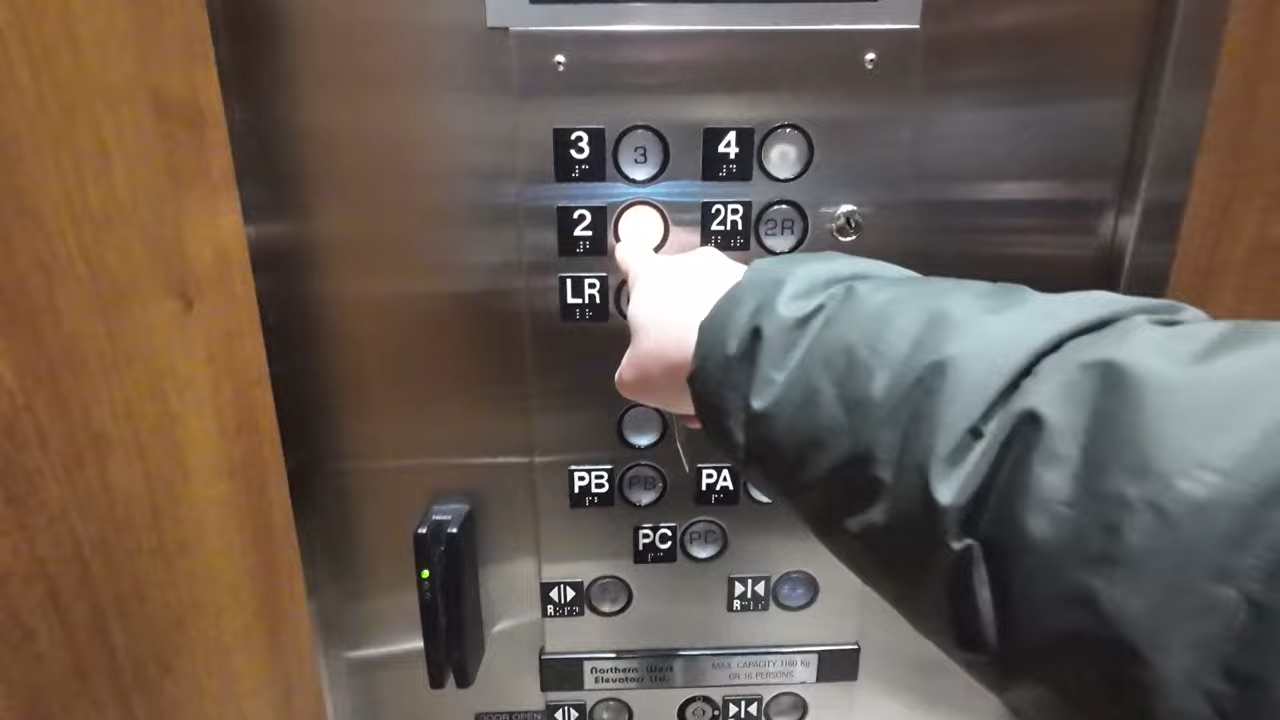 3 3 4
2 2R 2R
LR
PB PB PA
PC PC
R R
Northern West MAX. CAPACITY 1160 Kg
Elevators Ltd. OR 16 PERSONS
DOOR OPEN